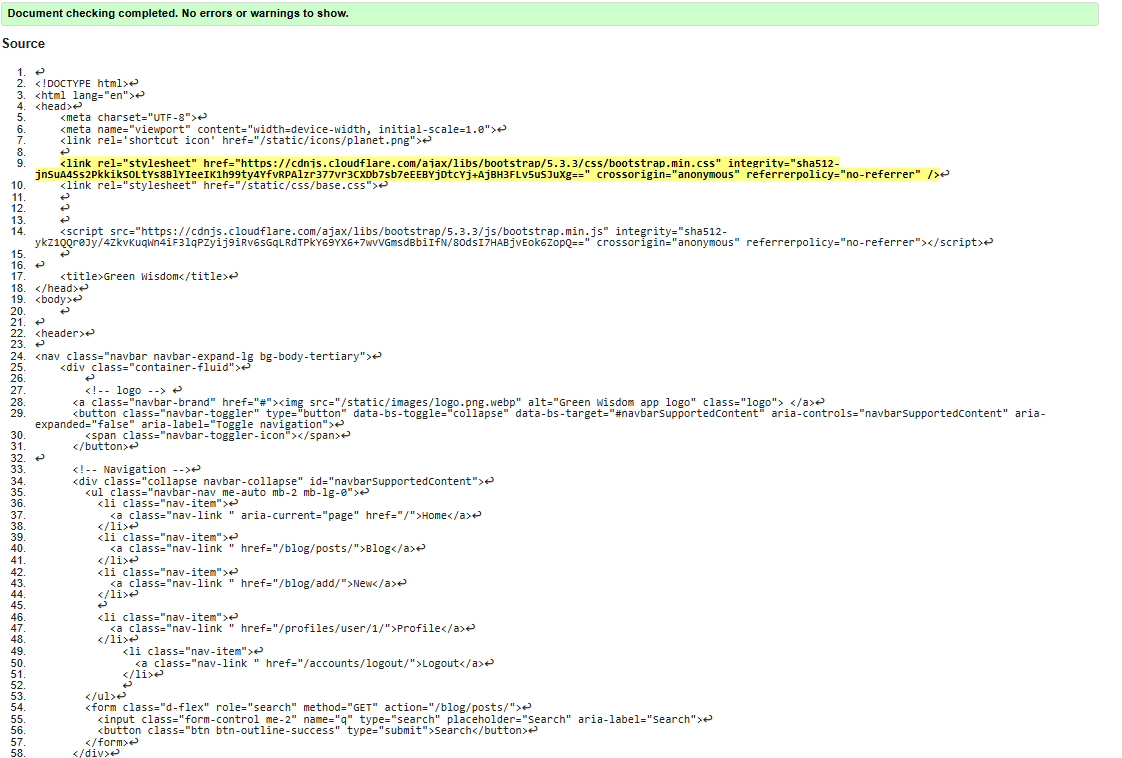 Document checking completed. No errors or warnings to show.
Source
1. ↩
2. <!DOCTYPE html>↩
3. <html lang="en">↩
4. <head>↩
5. <meta charset="UTF-8">↩
6. <meta name="viewport" content="width=device-width, initial-scale=1.0">↩
7. <link rel='shortcut icon' href="/static/icons/planet.png">↩
8. ↩
9. <link rel="stylesheet" href="https://cdnjs.cloudflare.com/ajax/libs/bootstrap/5.3.3/css/bootstrap.min.css" integrity="sha512-
jnSuA4Ss2PkkikSOLtYs8BlYIeeIK1h99ty4YfvRPAlzr377vr3CXDb7sb7eEEBYjDtcYj+AjBH3FLv5uSJuXg==" crossorigin="anonymous" referrerpolicy="no-referrer" />↩
10. <link rel="stylesheet" href="/static/css/base.css">↩
11. ↩
12. ↩
13. ↩
14. <script src="https://cdnjs.cloudflare.com/ajax/libs/bootstrap/5.3.3/js/bootstrap.min.js" integrity="sha512-
ykZ1QQr0Jy/4ZkvKuqWn4iF3lqPZyij9iRv6sGqLRdTPkY69YX6+7wvVGmsdBbiIfN/8OdsI7HABjvEok6ZopQ==" crossorigin="anonymous" referrerpolicy="no-referrer"></script>↩
15. ↩
16. ↩
17. <title>Green Wisdom</title>↩
18. </head>↩
19. <body>↩
20. ↩
21. ↩
22. <header>↩
23. ↩
24. <nav class="navbar navbar-expand-lg bg-body-tertiary">↩
25. <div class="container-fluid">↩
26. ↩
27. <!-- logo --> ↩
28. <a class="navbar-brand" href="#"><img src="/static/images/logo.png.webp" alt="Green Wisdom app logo" class="logo"> </a>↩
29. <button class="navbar-toggler" type="button" data-bs-toggle="collapse" data-bs-target="#navbarSupportedContent" aria-controls="navbarSupportedContent" aria-
expanded="false" aria-label="Toggle navigation">↩
30. <span class="navbar-toggler-icon"></span>↩
31. </button>↩
32. ↩
33. <!-- Navigation -->↩
34. <div class="collapse navbar-collapse" id="navbarSupportedContent">↩
35. <ul class="navbar-nav me-auto mb-2 mb-lg-0">↩
36. <li class="nav-item">↩
37. <a class="nav-link " aria-current="page" href="/">Home</a>↩
38. </li>↩
39. <li class="nav-item">↩
40. <a class="nav-link " href="/blog/posts/">Blog</a>↩
41. </li>↩
42. <li class="nav-item">↩
43. <a class="nav-link " href="/blog/add/">New</a>↩
44. </li>↩
45. ↩
46. <li class="nav-item">↩
47. <a class="nav-link " href="/profiles/user/1/">Profile</a>↩
48. </li>↩
49. <li class="nav-item">↩
50. <a class="nav-link " href="/accounts/logout/">Logout</a>↩
51. </li>↩
52. ↩
53. </ul>↩
54. <form class="d-flex" role="search" method="GET" action="/blog/posts/">↩
55. <input class="form-control me-2" name="q" type="search" placeholder="Search" aria-label="Search">↩
56. <button class="btn btn-outline-success" type="submit">Search</button>↩
57. </form>↩
58. </div>↩